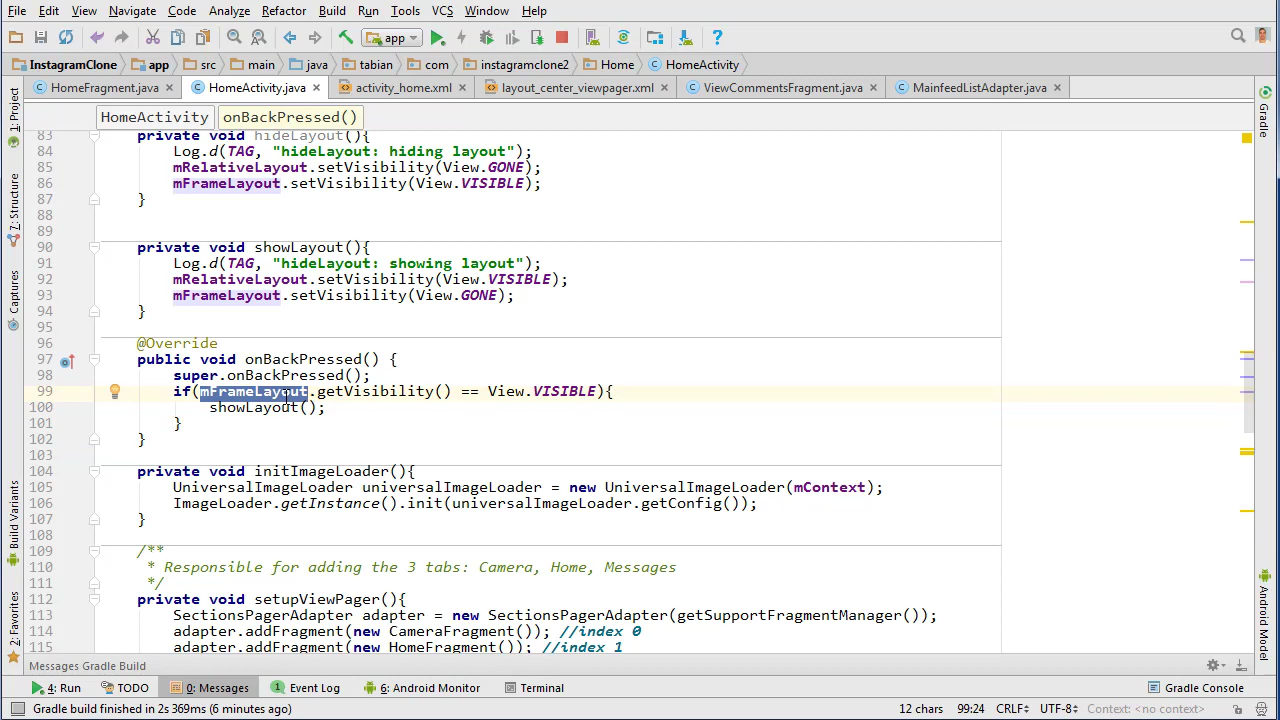 File Edit View Navigate Code Analyze Refactor Build Run Tools VCS Window Help
app
InstagramClone app src main java tabian com instagramclone2 Home HomeActivity
HomeFragment.java HomeActivity.java activity_home.xml layout_center_viewpager.xml ViewCommentsFragment.java MainfeedListAdapter.java
HomeActivity onBackPressed()
1: Project
7: Structure
Captures
Build Variants
2: Favorites
Gradle
Android Model
83 private void hideLayout(){
84 Log.d(TAG, "hideLayout: hiding layout");
85 mRelativeLayout.setVisibility(View.GONE);
86 mFrameLayout.setVisibility(View.VISIBLE);
87 }
88
89
90 private void showLayout(){
91 Log.d(TAG, "hideLayout: showing layout");
92 mRelativeLayout.setVisibility(View.VISIBLE);
93 mFrameLayout.setVisibility(View.GONE);
94 }
95
96 @Override
97 public void onBackPressed() {
98 super.onBackPressed();
99 if(mFrameLayout.getVisibility() == View.VISIBLE){
100 showLayout();
101 }
102 }
103
104 private void initImageLoader(){
105 UniversalImageLoader universalImageLoader = new UniversalImageLoader(mContext);
106 ImageLoader.getInstance().init(universalImageLoader.getConfig());
107 }
108
109 /**
110 * Responsible for adding the 3 tabs: Camera, Home, Messages
111 */
112 private void setupViewPager(){
113 SectionsPagerAdapter adapter = new SectionsPagerAdapter(getSupportFragmentManager());
114 adapter.addFragment(new CameraFragment()); //index 0
115 adapter.addFragment(new HomeFragment()); //index 1
Messages Gradle Build
4: Run TODO 0: Messages 1 Event Log 6: Android Monitor Terminal Gradle Console
Gradle build finished in 2s 369ms (6 minutes ago) 12 chars 99:24 CRLF UTF-8 Context: <no context>